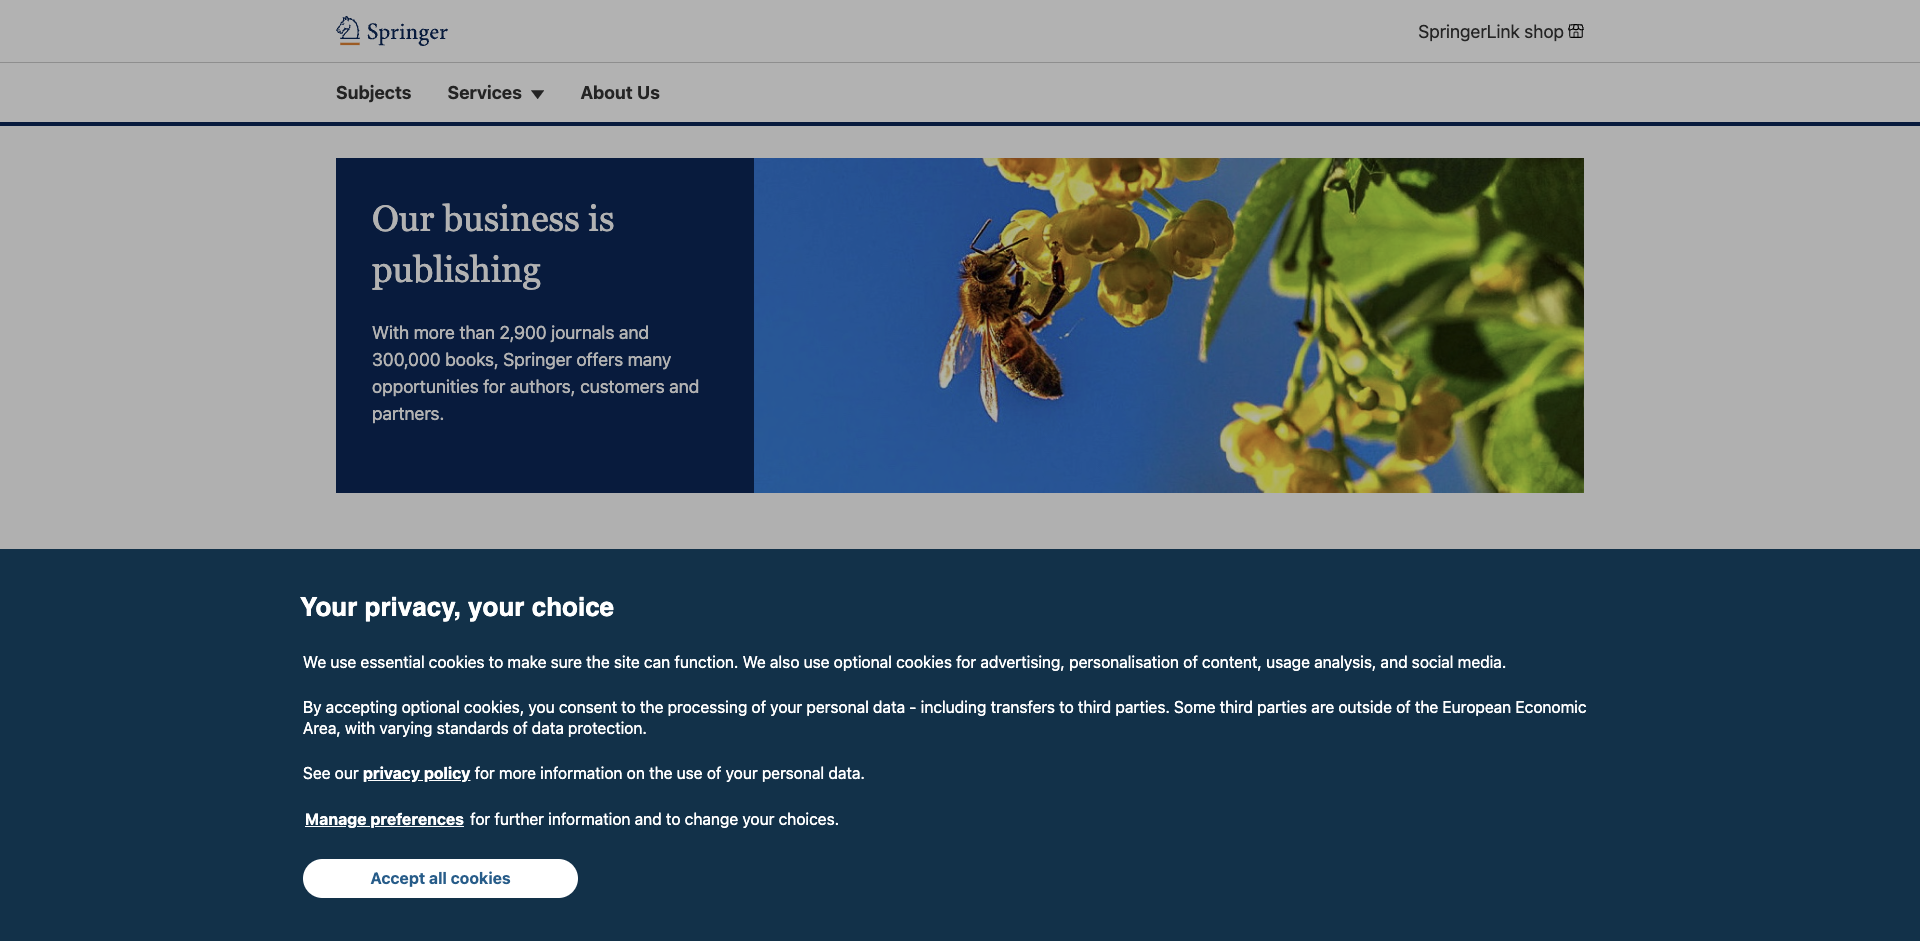 Springer
SpringerLink shop
Subjects
Services
About Us
Our business is
publishing
With more than 2,900 journals and
300,000 books, Springer offers many
opportunities for authors, customers and
partners.
Your privacy, your choice
We use essential cookies to make sure the site can function. We also use optional cookies for advertising, personalisation of content, usage analysis, and social media.
By accepting optional cookies, you consent to the processing of your personal data - including transfers to third parties. Some third parties are outside of the European Economic
Area, with varying standards of data protection.
See our privacy policy for more information on the use of your personal data.
Manage preferences for further information and to change your choices.
Accept all cookies